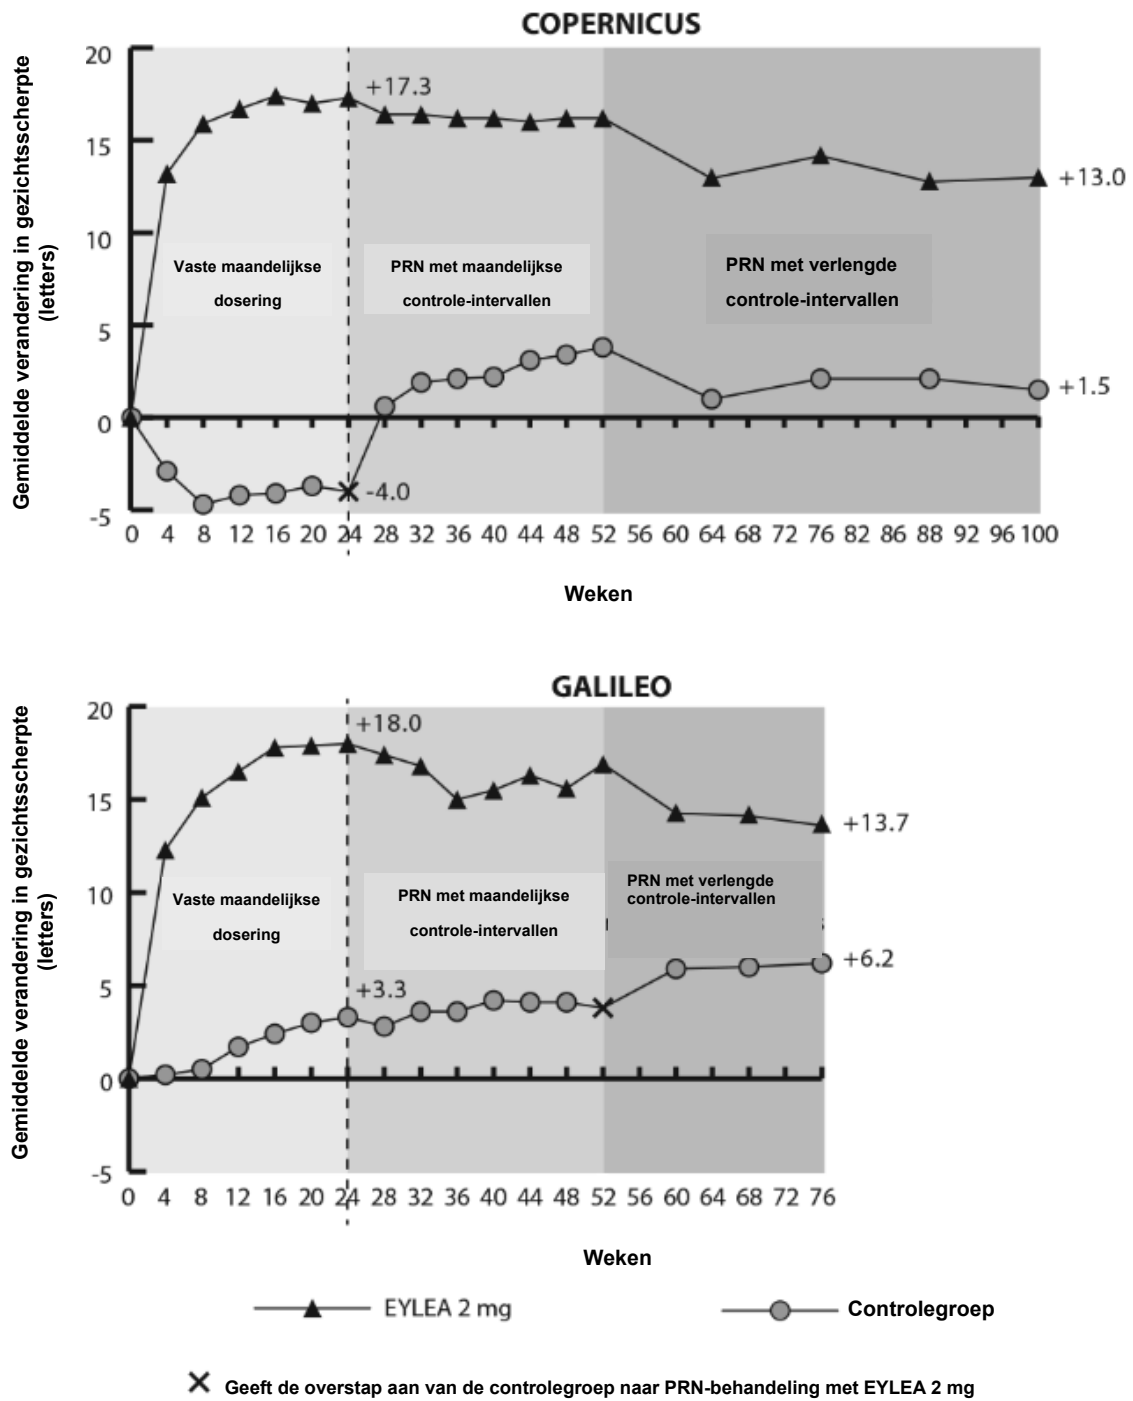 COPERNICUS
Gemiddelde verandering in gezichtsscherpte
(letters)
20
15
10
5
0
-5
+17.3
+13.0
Vaste maandelijkse
dosering
PRN met maandelijkse
controle-intervallen
PRN met verlengde
controle-intervallen
+1.5
-4.0
0 4 8 12 16 20 24 28 32 36 40 44 48 52 56 60 64 68 72 76 82 86 88 92 96 100
Weken
GALILEO
Gemiddelde verandering in gezichtsscherpte
(letters)
20
15
10
5
0
-5
+18.0
+13.7
Vaste maandelijkse
dosering
PRN met maandelijkse
controle-intervallen
PRN met verlengde
controle-intervallen
+6.2
+3.3
0 4 8 12 16 20 24 28 32 36 40 44 48 52 56 60 64 68 72 76
Weken
EYLEA 2 mg
Controlegroep
Geeft de overstap aan van de controlegroep naar PRN-behandeling met EYLEA 2 mg